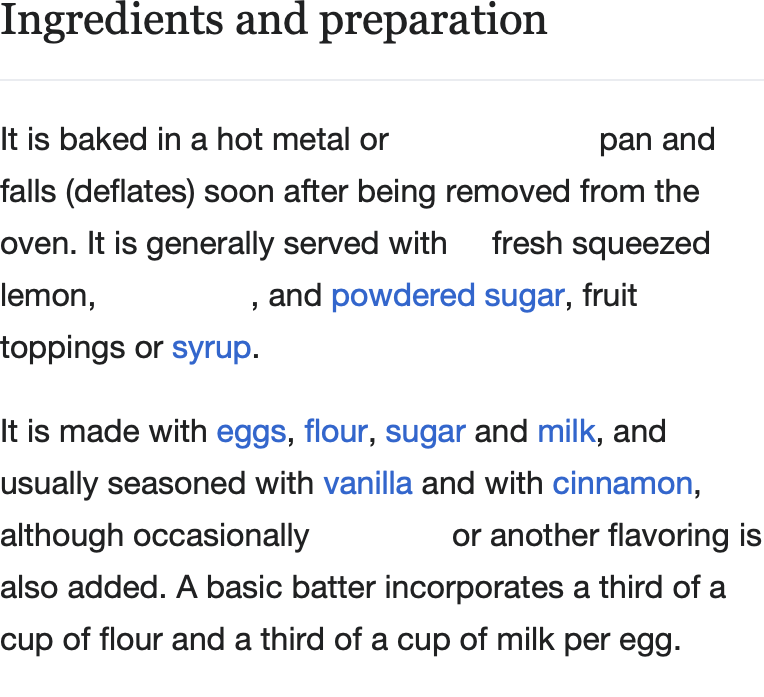 Ingredients and preparation
It is baked in a hot metal or pan and
falls (deflates) soon after being removed from the
oven. It is generally served with fresh squeezed
lemon, , and powdered sugar, fruit
toppings or syrup.
It is made with eggs, flour, sugar and milk, and
usually seasoned with vanilla and with cinnamon,
although occasionally or another flavoring is
also added. A basic batter incorporates a third of a
cup of flour and a third of a cup of milk per egg.